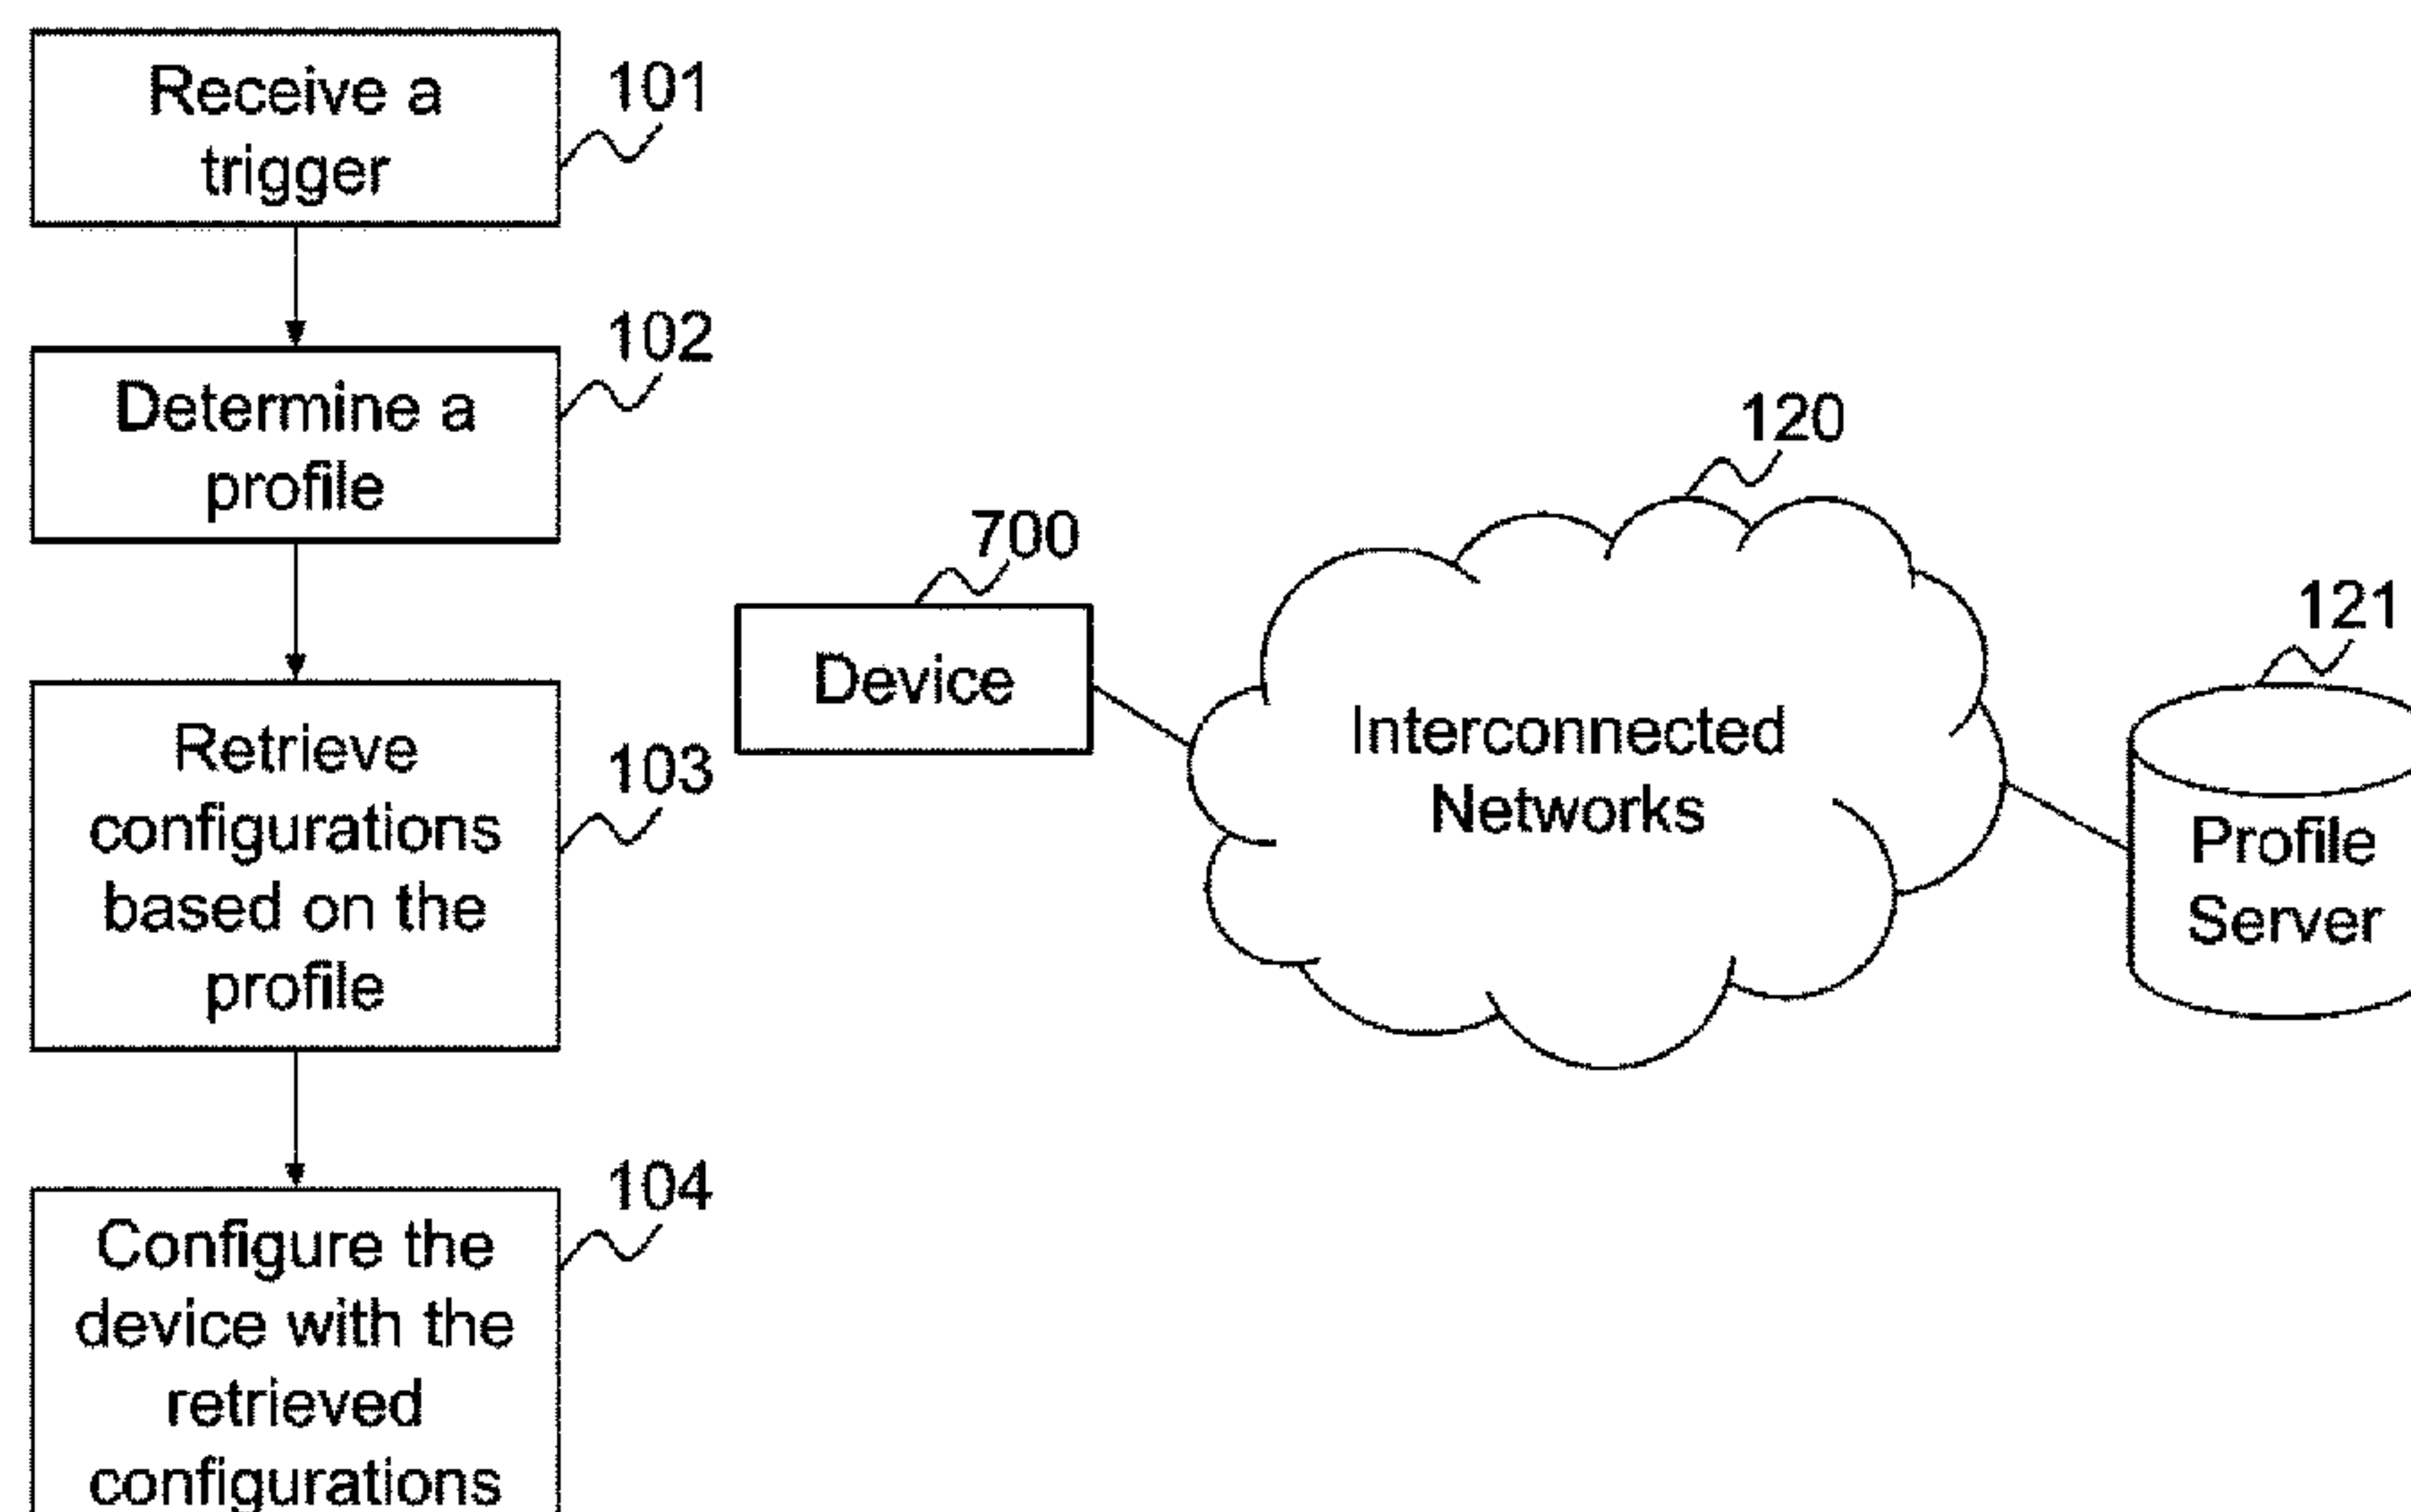 Receive a
trigger
101
Determine a
profile
102
Retrieve
configurations
based on the
profile
103
Configure the
device with the
retrieved
configurations
104
700
Device
120
Interconnected
Networks
121
Profile
Server